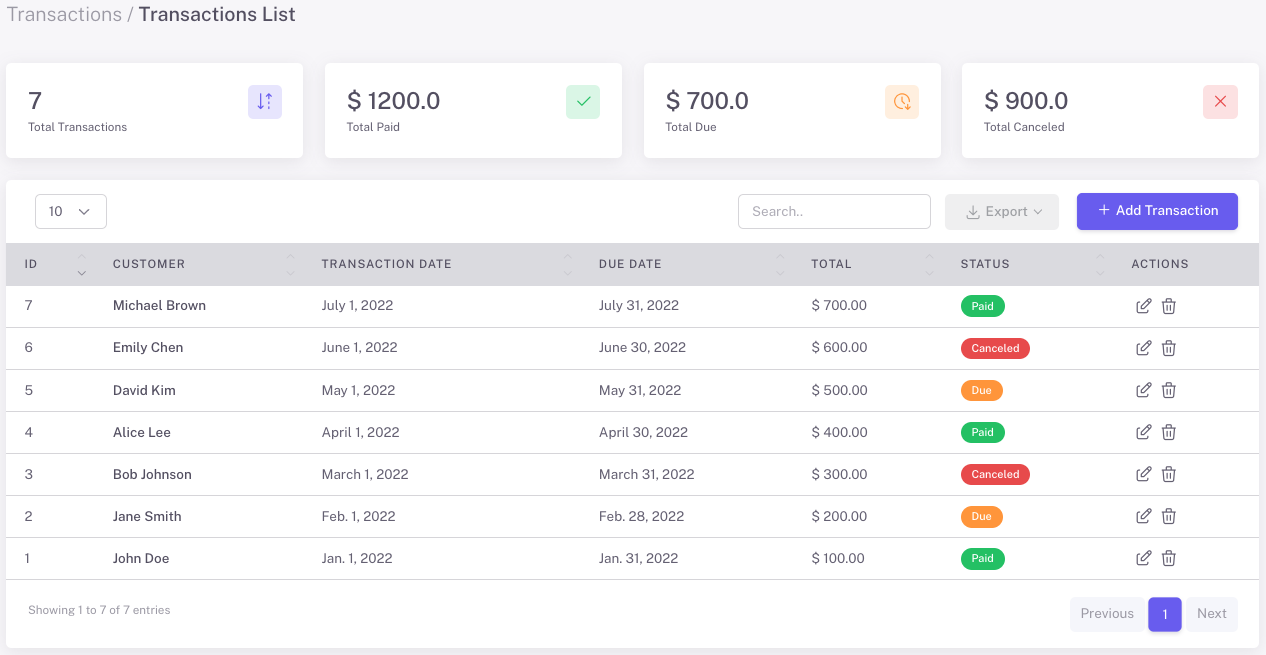 Transactions / Transactions List
7
Total Transactions
$ 1200.0
Total Paid
$ 700.0
Total Due
$ 900.0
Total Canceled
10
Search..
Export
+ Add Transaction
ID CUSTOMER TRANSACTION DATE DUE DATE TOTAL STATUS ACTIONS
7 Michael Brown July 1, 2022 July 31, 2022 $ 700.00 Paid
6 Emily Chen June 1, 2022 June 30, 2022 $ 600.00 Canceled
5 David Kim May 1, 2022 May 31, 2022 $ 500.00 Due
4 Alice Lee April 1, 2022 April 30, 2022 $ 400.00 Paid
3 Bob Johnson March 1, 2022 March 31, 2022 $ 300.00 Canceled
2 Jane Smith Feb. 1, 2022 Feb. 28, 2022 $ 200.00 Due
1 John Doe Jan. 1, 2022 Jan. 31, 2022 $ 100.00 Paid
Showing 1 to 7 of 7 entries
Previous 1 Next